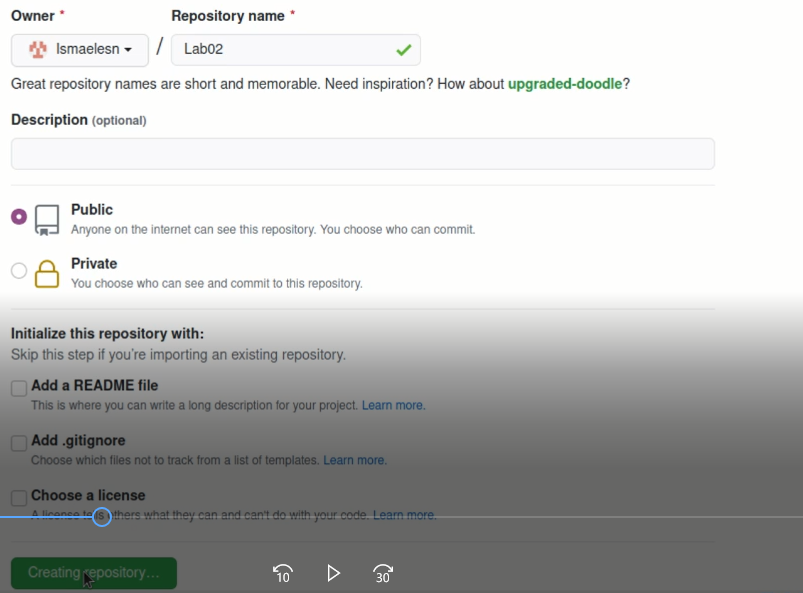 Owner * Repository name *
Ismaelesn / Lab02
Great repository names are short and memorable. Need inspiration? How about upgraded-doodle?
Description (optional)
Public
Anyone on the internet can see this repository. You choose who can commit.
Private
You choose who can see and commit to this repository.
Initialize this repository with:
Skip this step if you're importing an existing repository.
Add a README file
This is where you can write a long description for your project. Learn more.
Add .gitignore
Choose which files not to track from a list of templates. Learn more.
Choose a license
A license tells others what they can and can't do with your code. Learn more.
Creating repository...
10 30